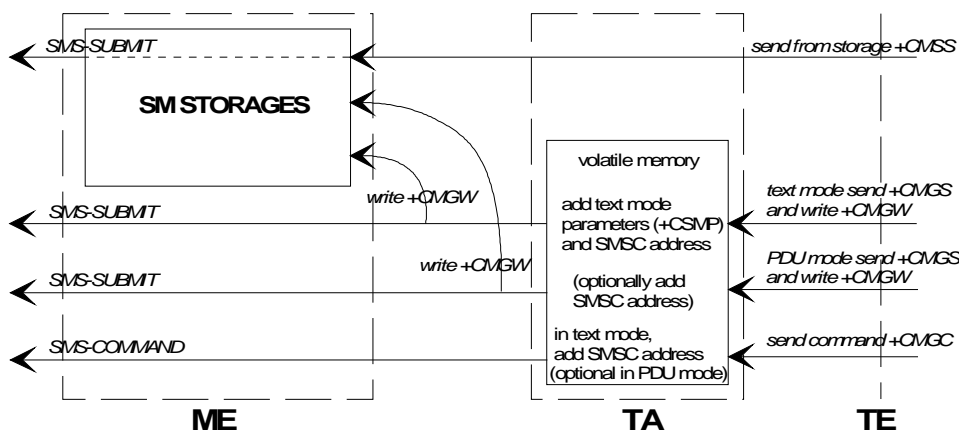 SMS-SUBMIT
send from storage +CMSS
SM STORAGES
volatile memory
write +CMGW
text mode send +CMGS
and write +CMGW
SMS-SUBMIT
add text mode
parameters (+CSMP)
and SMSC address
write +CMGW
PDU mode send +CMGS
and write +CMGW
SMS-SUBMIT
(optionally add
SMSC address)
SMS-COMMAND
in text mode,
add SMSC address
(optional in PDU mode)
send command +CMGC
ME
TA
TE